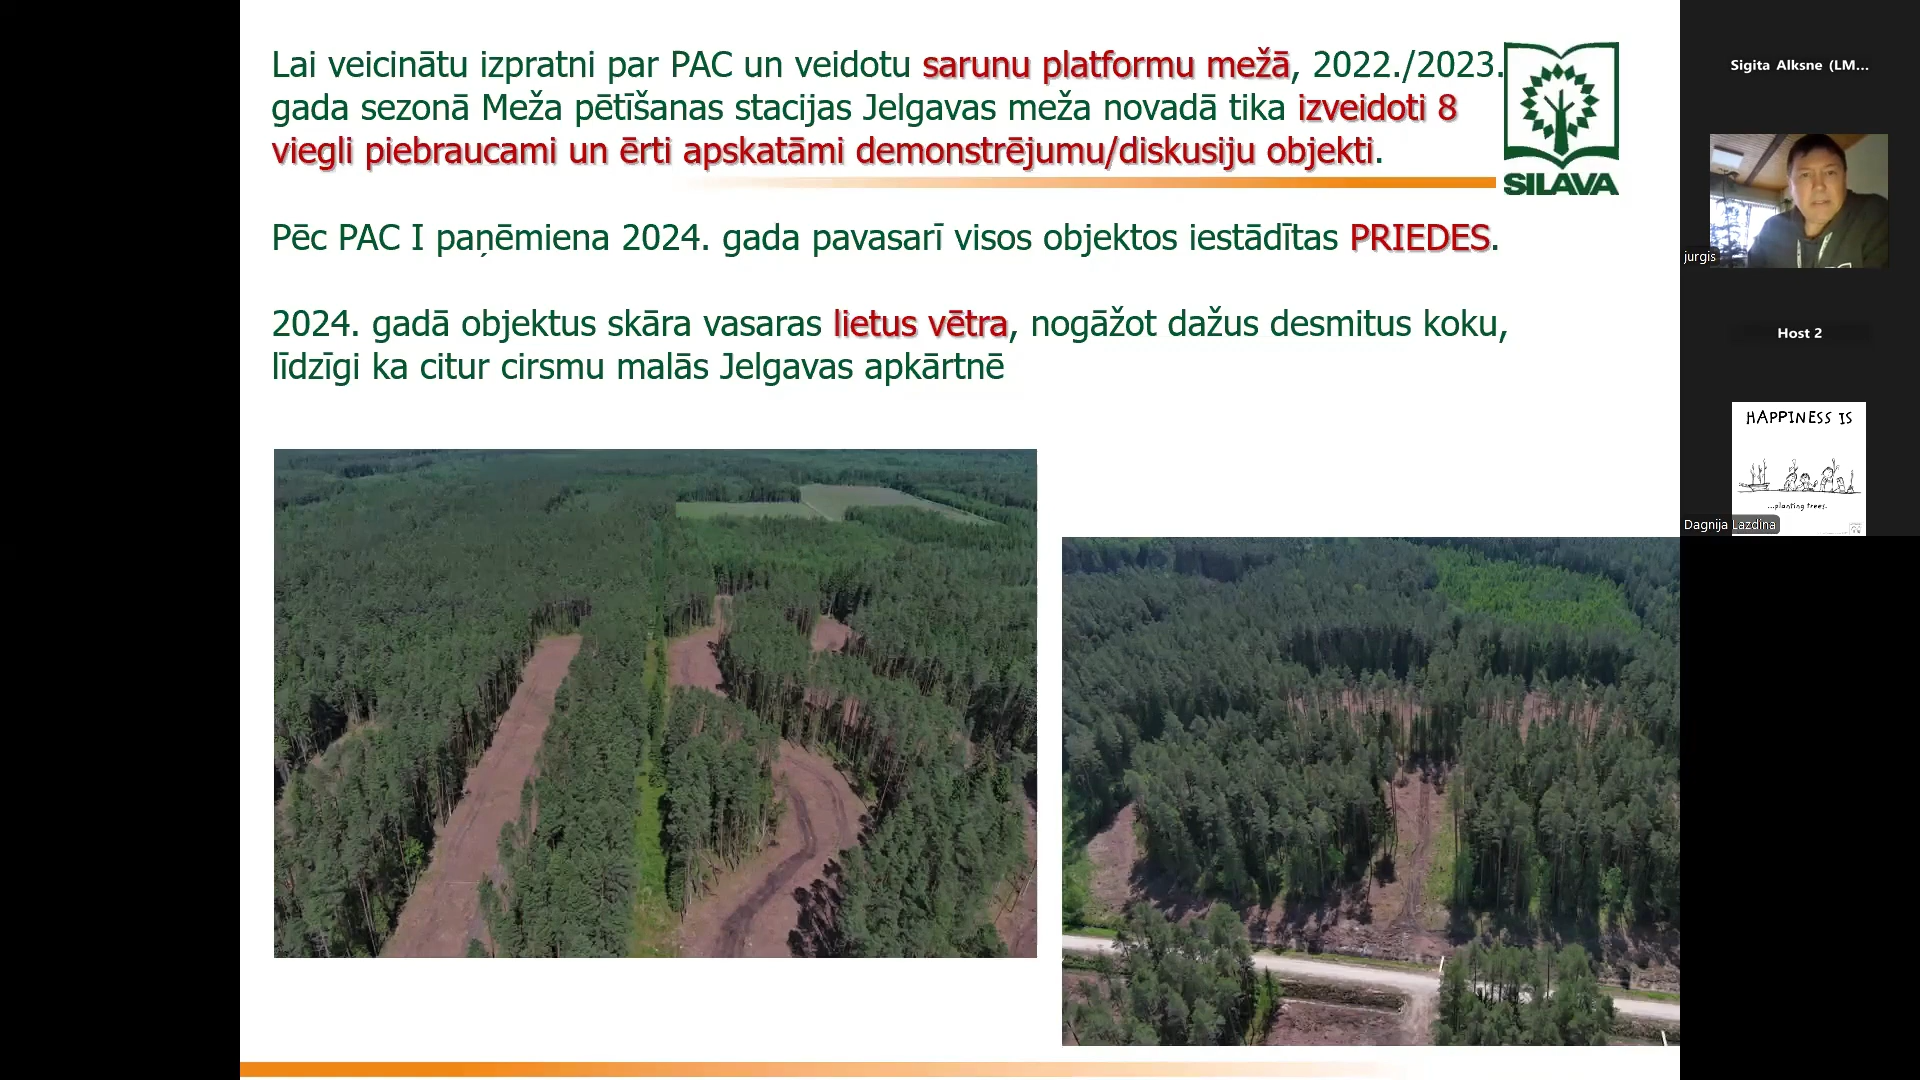 Lai veicinātu izpratni par PAC un veidotu sarunu platformu mežā, 2022./2023.
gada sezonā Meža pētīšanas stacijas Jelgavas meža novadā tika izveidoti 8
viegli piebraucami un ērti apskatāmi demonstrējumu/diskusiju objekti.
SILAVA
Pēc PAC I paņēmiena 2024. gada pavasarī visos objektos iestādītas PRIEDES.
2024. gadā objektus skāra vasaras lietus vētra, nogāžot dažus desmitus koku,
līdzīgi ka citur cirsmu malās Jelgavas apkārtnē
Sigita Alksne (LM...
jurgis
Host 2
HAPPINESS IS
...planting trees.
Dagnija Lazdina